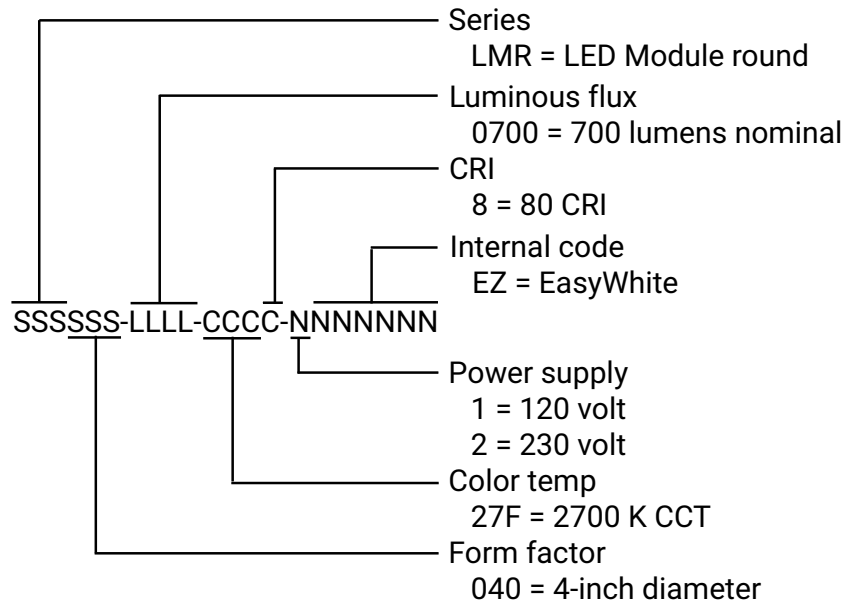 Series
LMR = LED Module round
Luminous flux
0700 = 700 lumens nominal
CRI
8 = 80 CRI
Internal code
EZ = EasyWhite
SSSSSS-LLLL-CCCC-NNNNNNN
Power supply
1 = 120 volt
2 = 230 volt
Color temp
27F = 2700 K CCT
Form factor
040 = 4-inch diameter